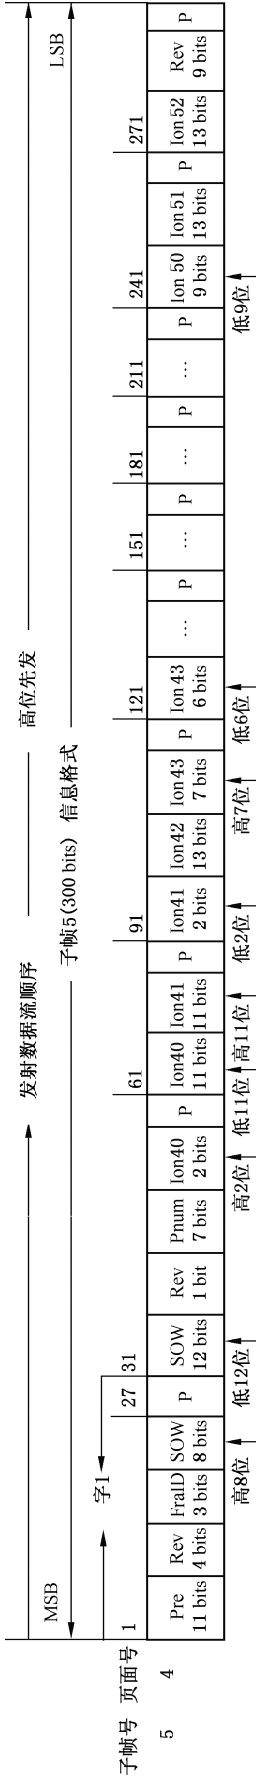 发射数据流顺序 高位先发
MSB 子帧5(300 bits) 信息格式 LSB
字1
子帧号 页面号 1 27 31 61 91 121 151 181 211 241 271
5 4
Pre 11 bits
Rev 4 bits
FraID 3 bits
SOW 8 bits
P
SOW 12 bits
Rev 1 bit
Pnum 7 bits
Ion40 2 bits
P
Ion40 11 bits
Ion41 11 bits
P
Ion41 2 bits
Ion42 13 bits
Ion43 7 bits
P
Ion43 6 bits
…
P
…
P
…
P
…
P
Ion 50 9 bits
Ion 51 13 bits
P
Ion 52 13 bits
Rev 9 bits
P
高8位 低12位 高2位 低11位 高11位 低2位 高7位 低6位 低9位